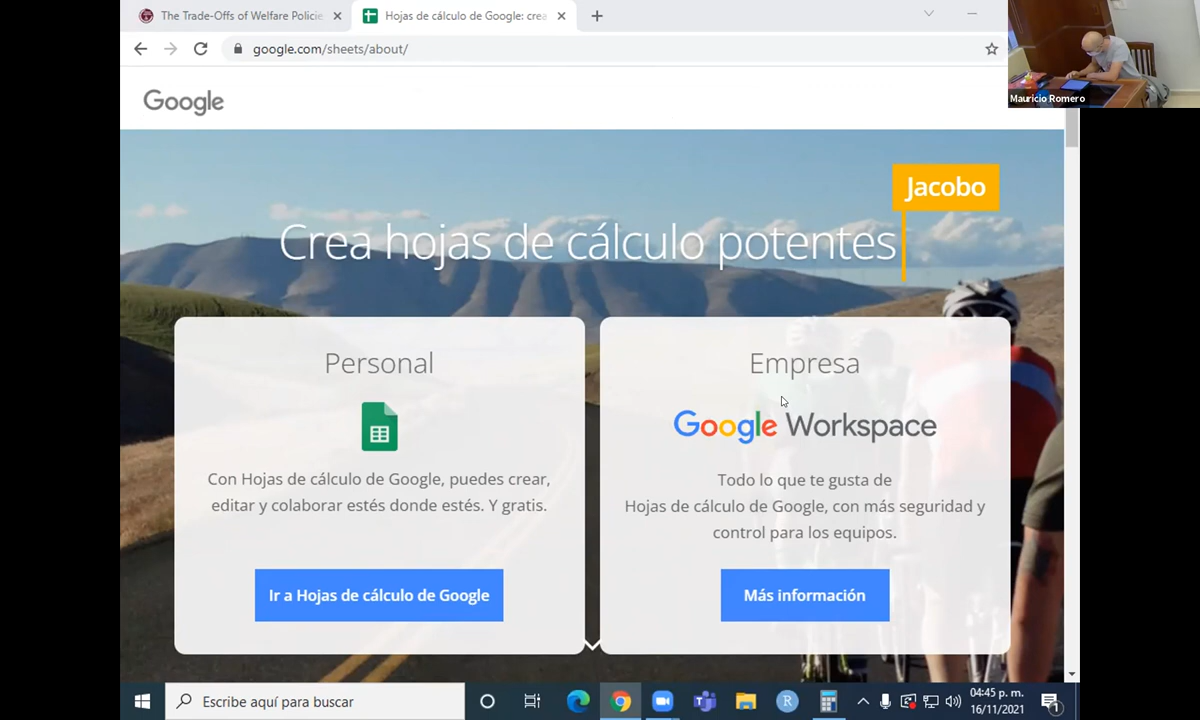 The Trade-Offs of Welfare Policie
Hojas de cálculo de Google: crea
google.com/sheets/about/
Mauricio Romero
Google
Jacobo
Crea hojas de cálculo potentes
Personal
Con Hojas de cálculo de Google, puedes crear,
editar y colaborar estés donde estés. Y gratis.
Ir a Hojas de cálculo de Google
Empresa
Google Workspace
Todo lo que te gusta de
Hojas de cálculo de Google, con más seguridad y
control para los equipos.
Más información
Escribe aquí para buscar
R
04:45 p. m.
16/11/2021
1